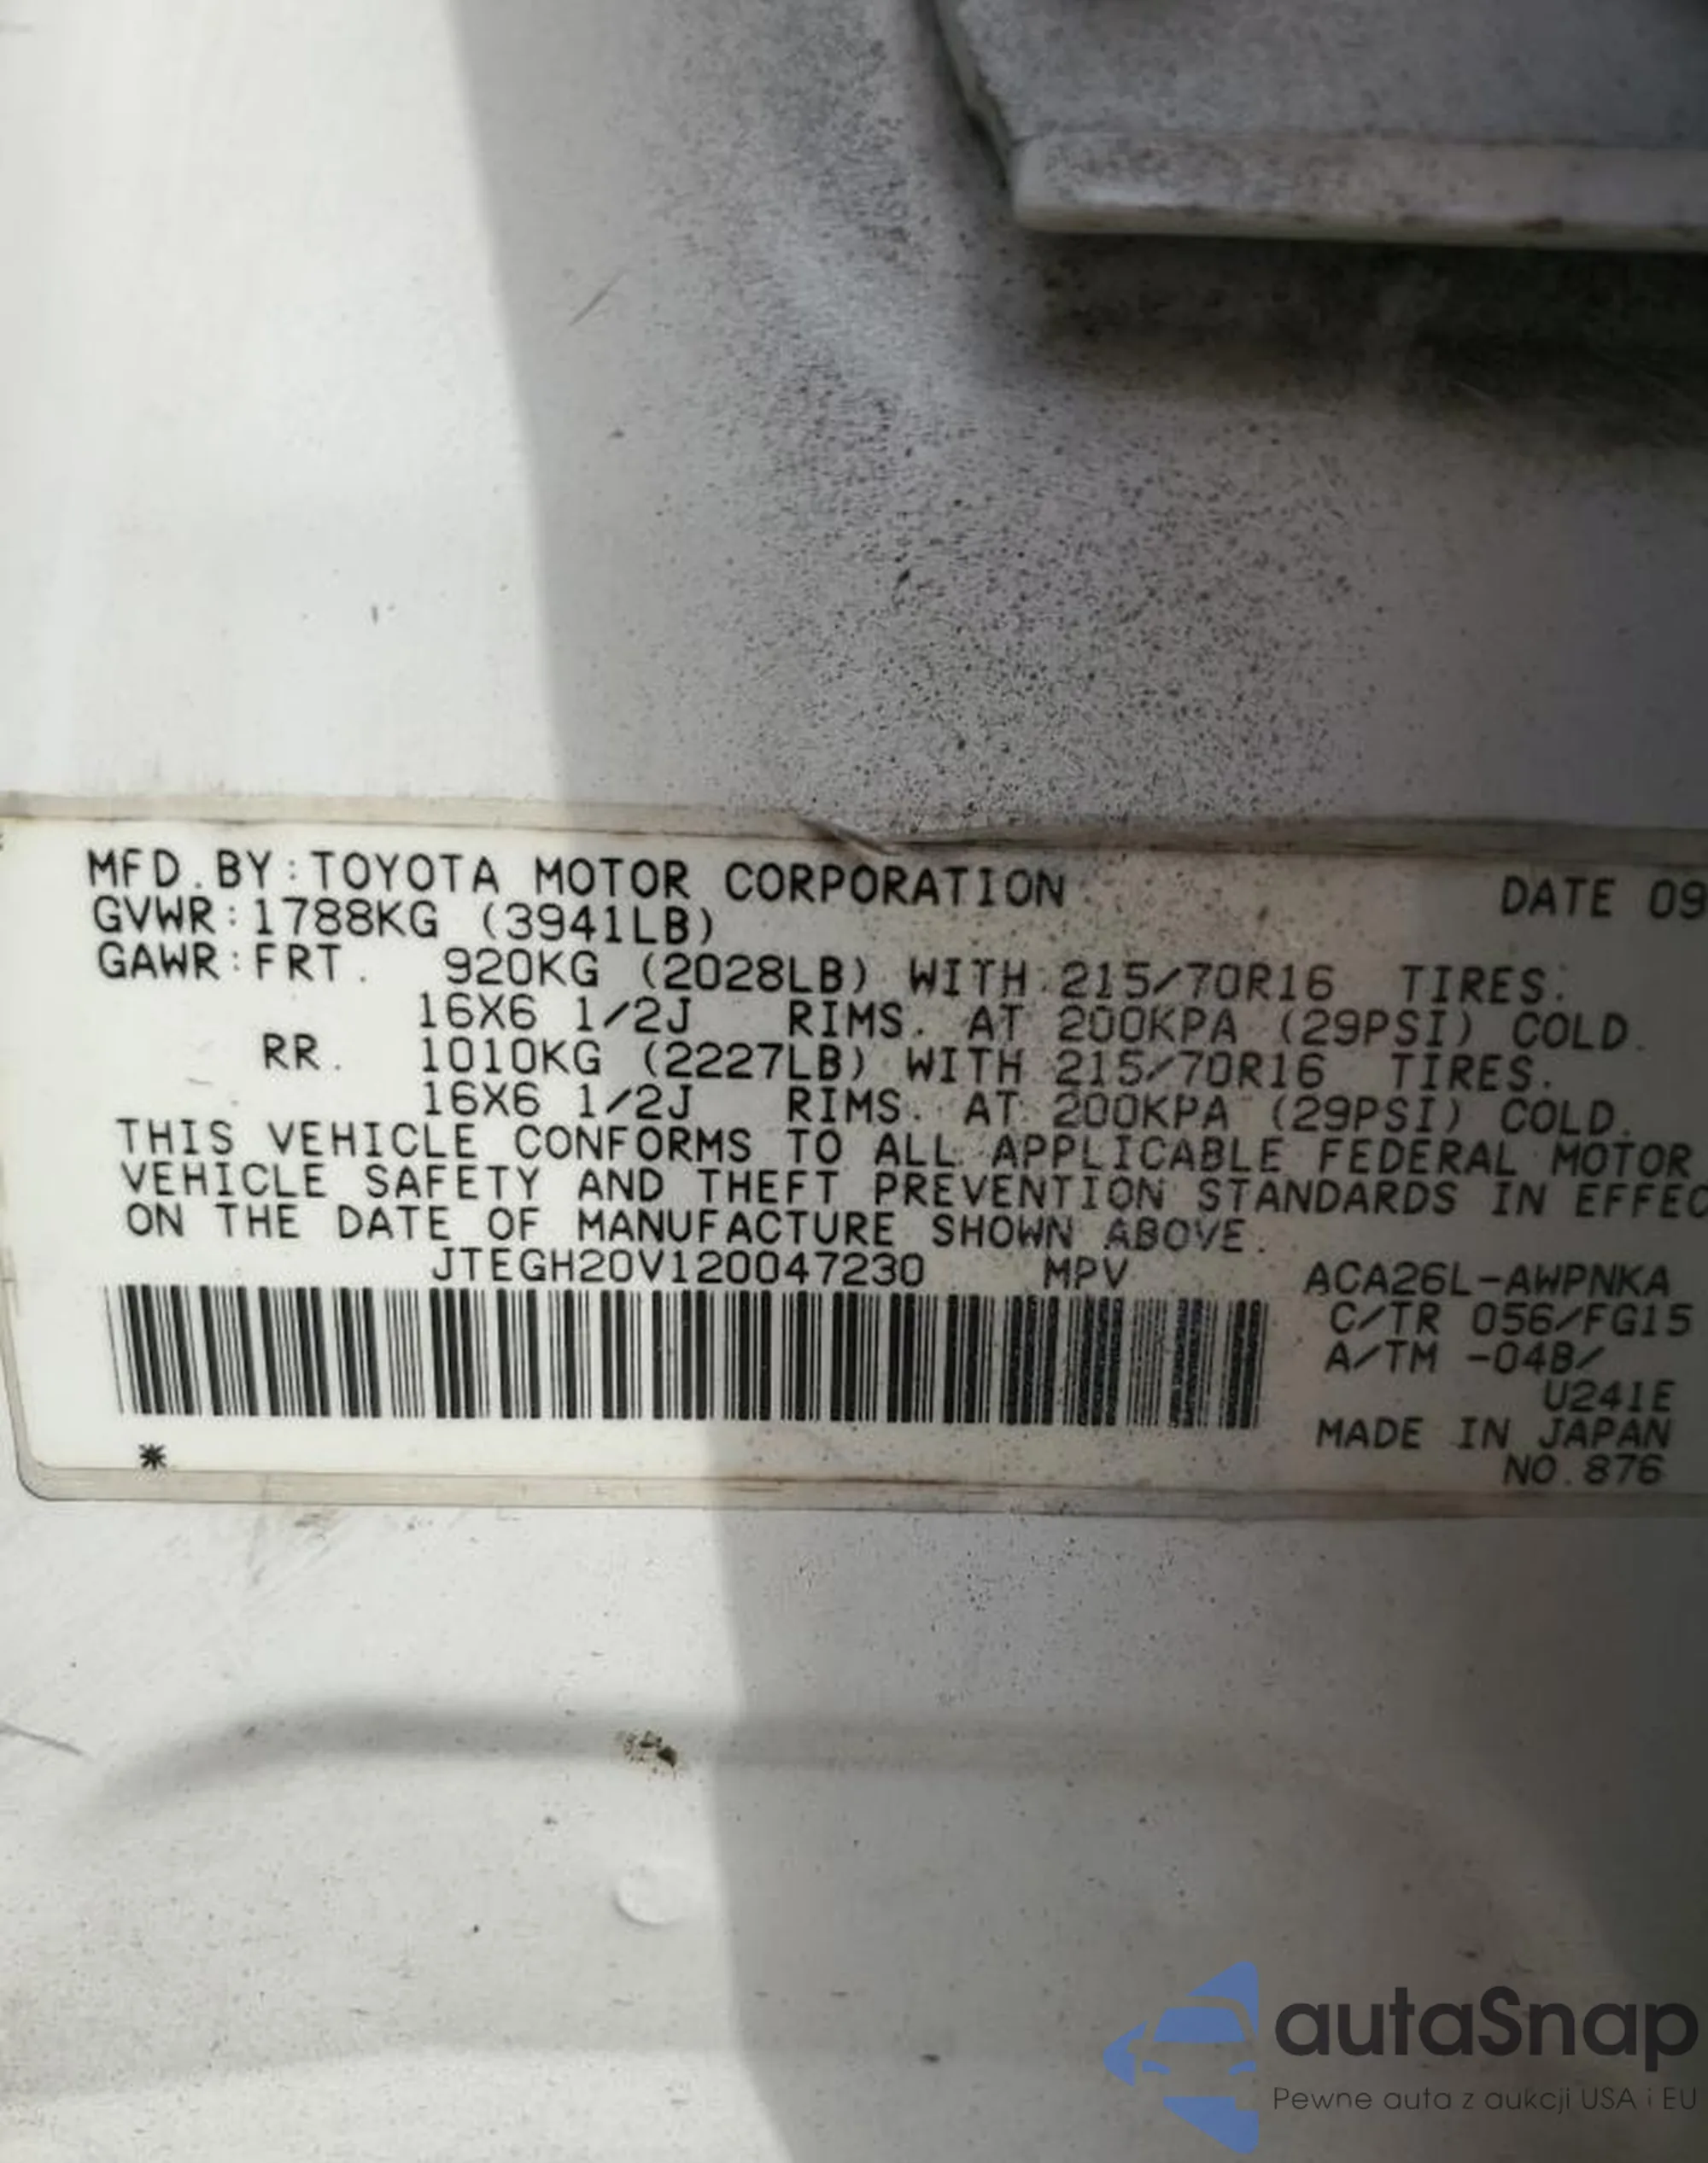 MFD.BY:TOYOTA MOTOR CORPORATION DATE 09
GVWR:1788KG (3941LB)
GAWR:FRT. 920KG (2028LB) WITH 215/70R16 TIRES.
16X6 1/2J RIMS. AT 200KPA (29PSI) COLD.
RR. 1010KG (2227LB) WITH 215/70R16 TIRES.
16X6 1/2J RIMS. AT 200KPA (29PSI) COLD.
THIS VEHICLE CONFORMS TO ALL APPLICABLE FEDERAL MOTOR
VEHICLE SAFETY AND THEFT PREVENTION STANDARDS IN EFFEC
ON THE DATE OF MANUFACTURE SHOWN ABOVE.
JTEGH20V120047230 MPV ACA26L-AWPNKA
C/TR 056/FG15
A/TM -04B/
U241E
MADE IN JAPAN
NO.876
*
autaSnap
Pewne auta z aukcji USA i EU